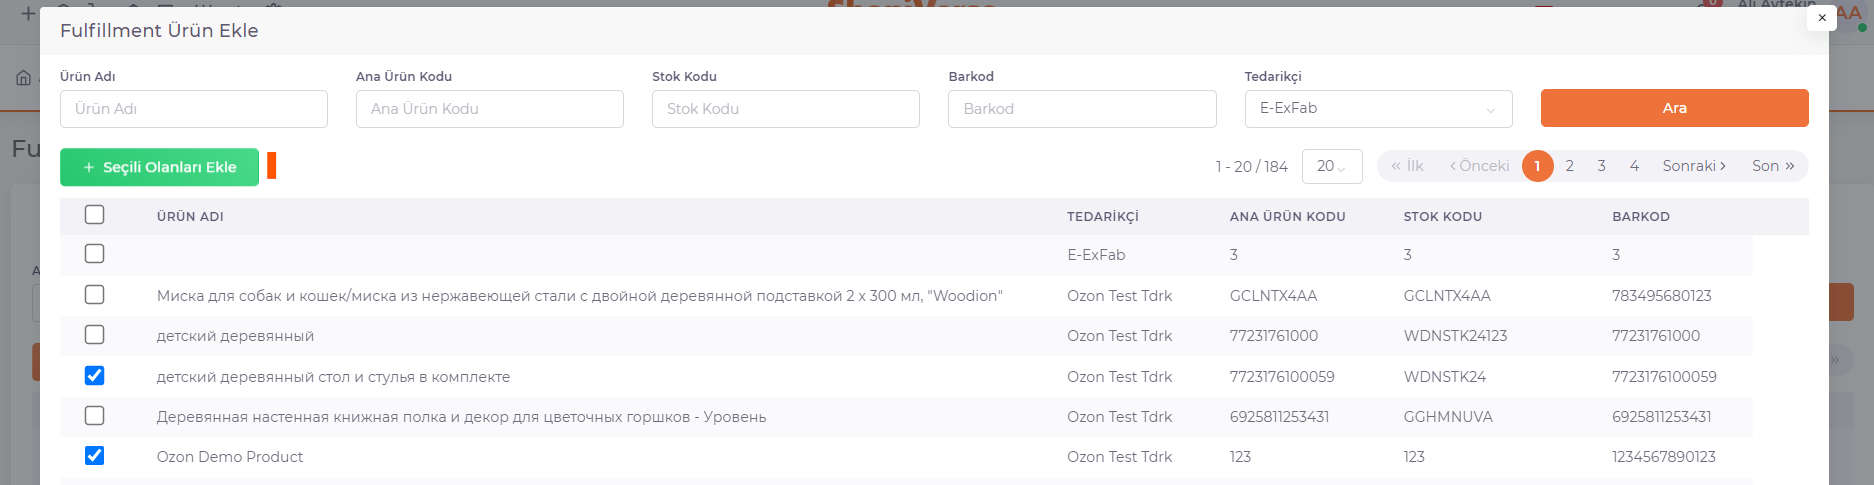 Fulfillment Ürün Ekle
×
Ürün Adı Ana Ürün Kodu Stok Kodu Barkod Tedarikçi
Ürün Adı Ana Ürün Kodu Stok Kodu Barkod E-ExFab Ara
+ Seçili Olanları Ekle 1 - 20 / 184 20 « İlk ‹ Önceki 1 2 3 4 Sonraki › Son »
ÜRÜN ADI TEDARİKÇİ ANA ÜRÜN KODU STOK KODU BARKOD
E-ExFab 3 3 3
Миска для собак и кошек/миска из нержавеющей стали с двойной деревянной подставкой 2 x 300 мл, "Woodion" Ozon Test Tdrk GCLNTX4AA GCLNTX4AA 783495680123
детский деревянный Ozon Test Tdrk 77231761000 WDNSTK24123 77231761000
детский деревянный стол и стулья в комплекте Ozon Test Tdrk 7723176100059 WDNSTK24 7723176100059
Деревянная настенная книжная полка и декор для цветочных горшков - Уровень Ozon Test Tdrk 6925811253431 GGHMNUVA 6925811253431
Ozon Demo Product Ozon Test Tdrk 123 123 1234567890123